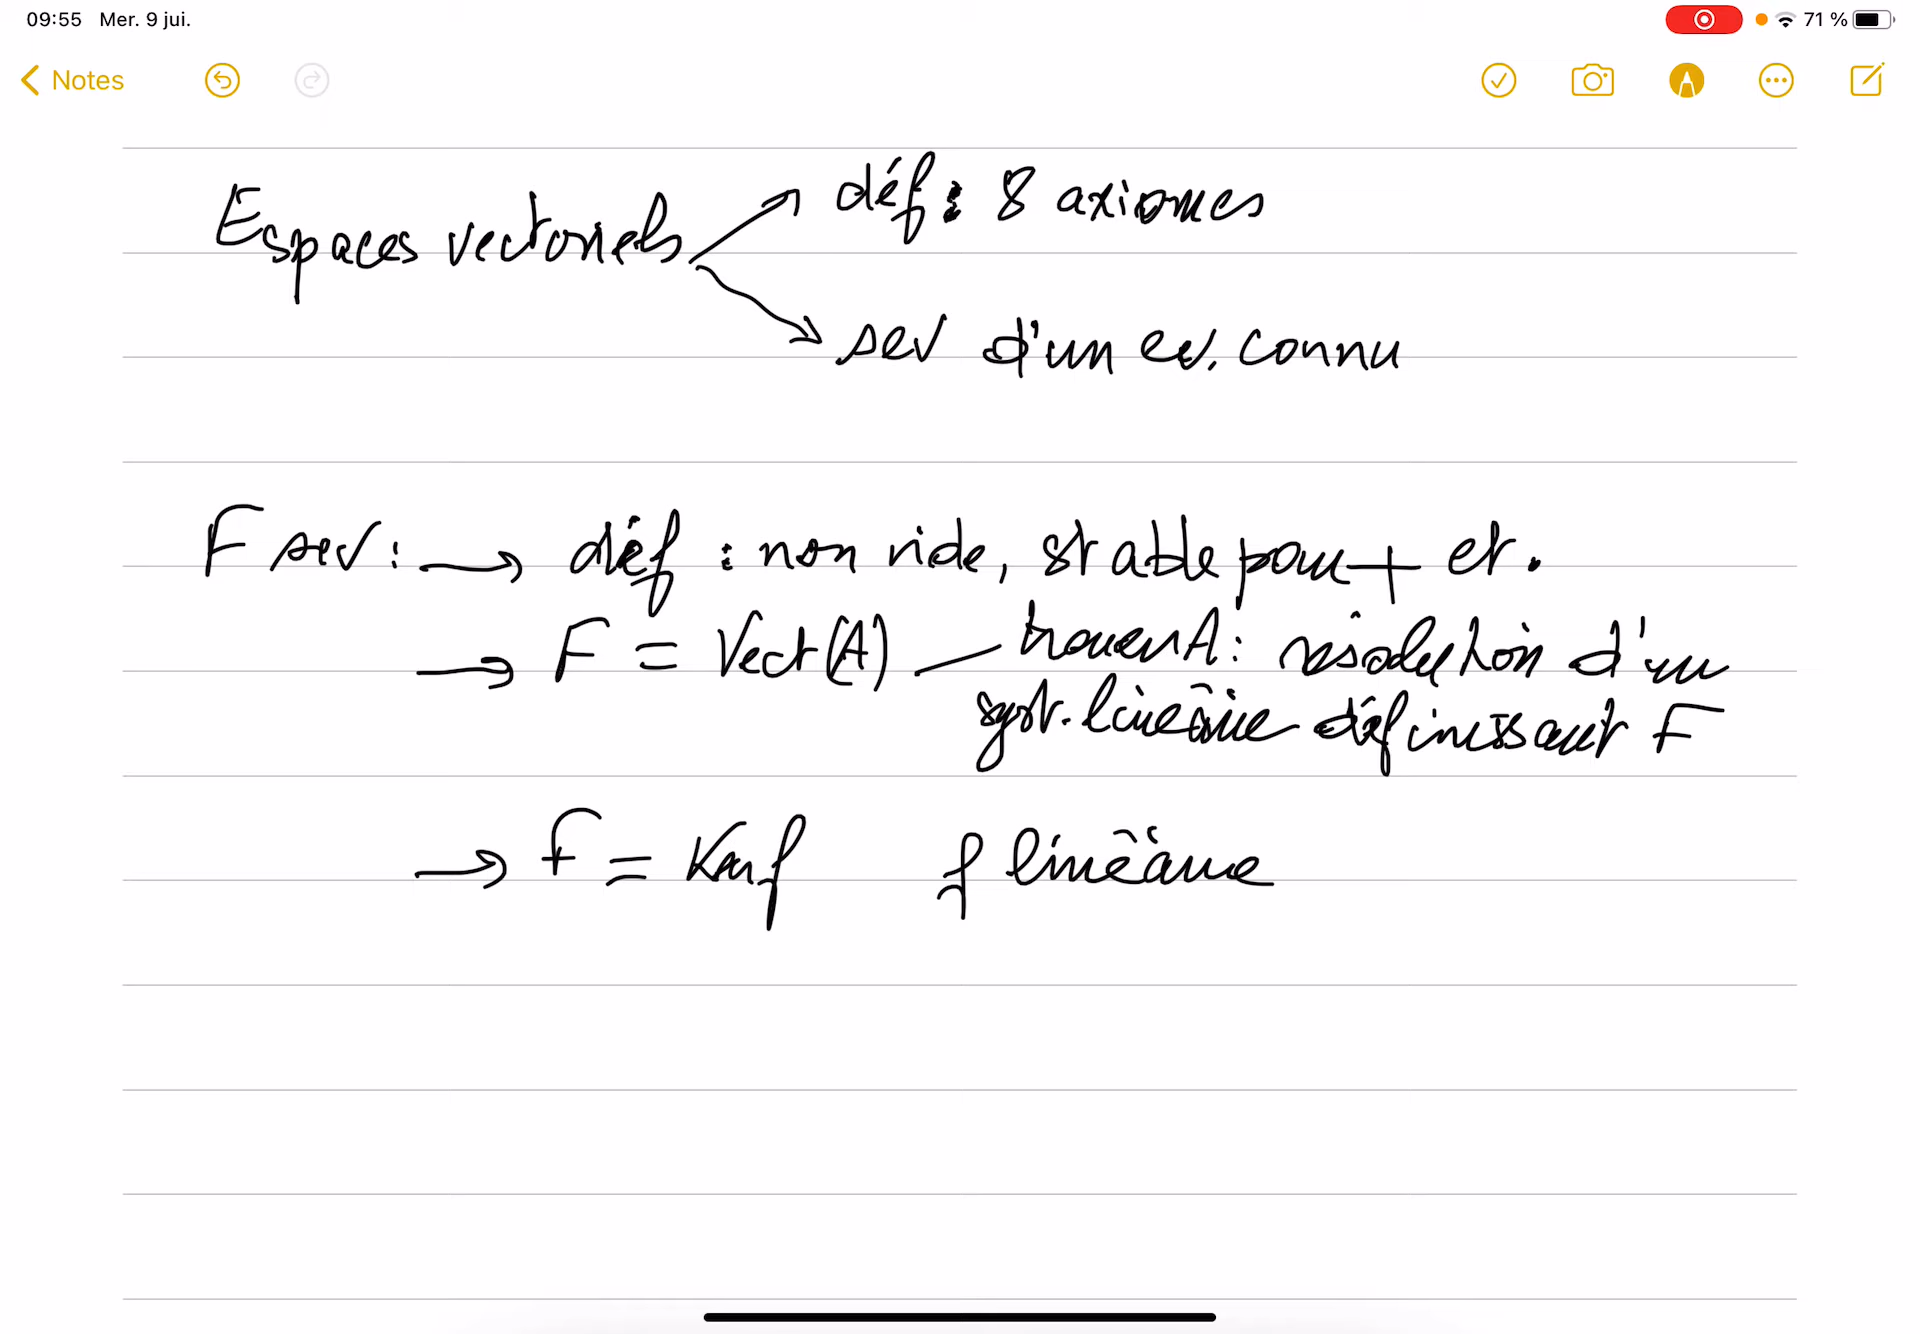 09:55 Mer. 9 jui.
71 %
Notes
Espaces vectoriels
déf : 8 axiomes
sev d'un ev. connu
F sev : → déf : non vide, stable pour + et .
→ F = Vect(A) — trouver A : résolution d'un
syst. linéaire définissant F
→ F = Ker f f linéaire